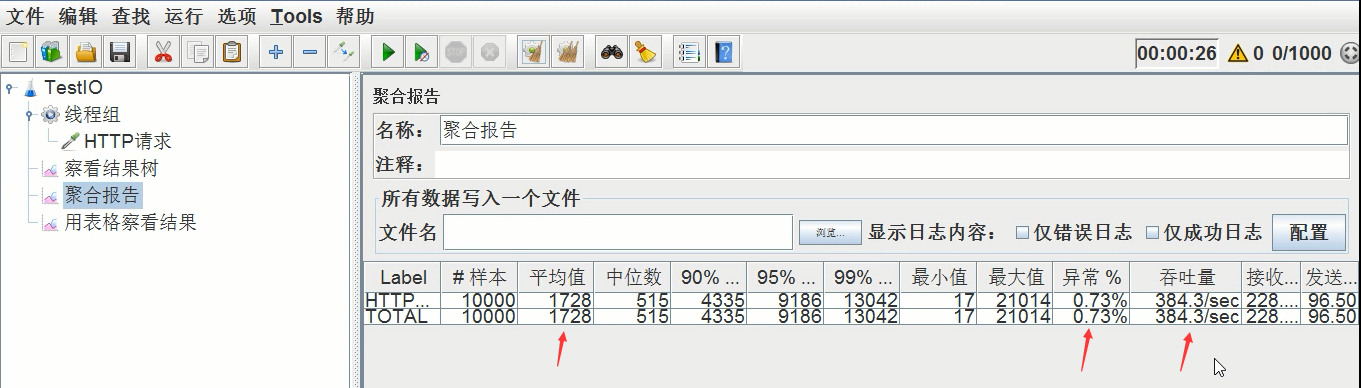 文件 编辑 查找 运行 选项 Tools 帮助
00:00:26 0 0/1000
TestIO
线程组
HTTP请求
察看结果树
聚合报告
用表格察看结果
聚合报告
名称： 聚合报告
注释：
所有数据写入一个文件
文件名 浏览... 显示日志内容： 仅错误日志 仅成功日志 配置
Label # 样本 平均值 中位数 90% ... 95% ... 99% ... 最小值 最大值 异常 % 吞吐量 接收... 发送...
HTTP... 10000 1728 515 4335 9186 13042 17 21014 0.73% 384.3/sec 228.... 96.50
TOTAL 10000 1728 515 4335 9186 13042 17 21014 0.73% 384.3/sec 228.... 96.50